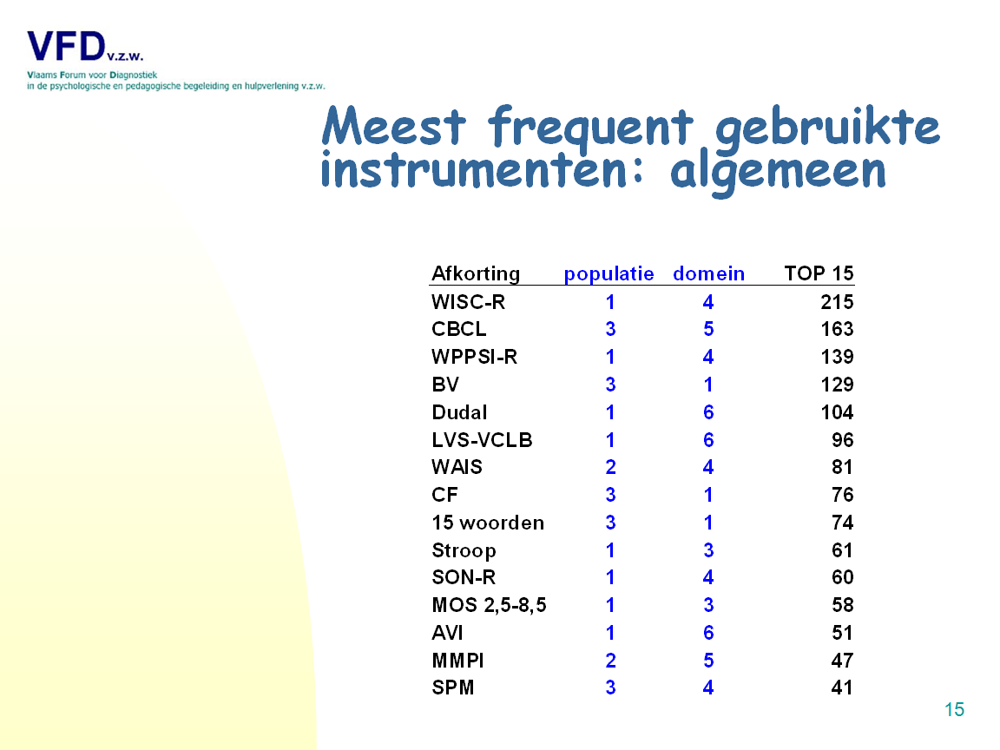 VFD v.z.w.
Vlaams Forum voor Diagnostiek
in de psychologische en pedagogische begeleiding en hulpverlening v.z.w.
Meest frequent gebruikte
instrumenten: algemeen
Afkorting populatie domein TOP 15
WISC-R 1 4 215
CBCL 3 5 163
WPPSI-R 1 4 139
BV 3 1 129
Dudal 1 6 104
LVS-VCLB 1 6 96
WAIS 2 4 81
CF 3 1 76
15 woorden 3 1 74
Stroop 1 3 61
SON-R 1 4 60
MOS 2,5-8,5 1 3 58
AVI 1 6 51
MMPI 2 5 47
SPM 3 4 41
15